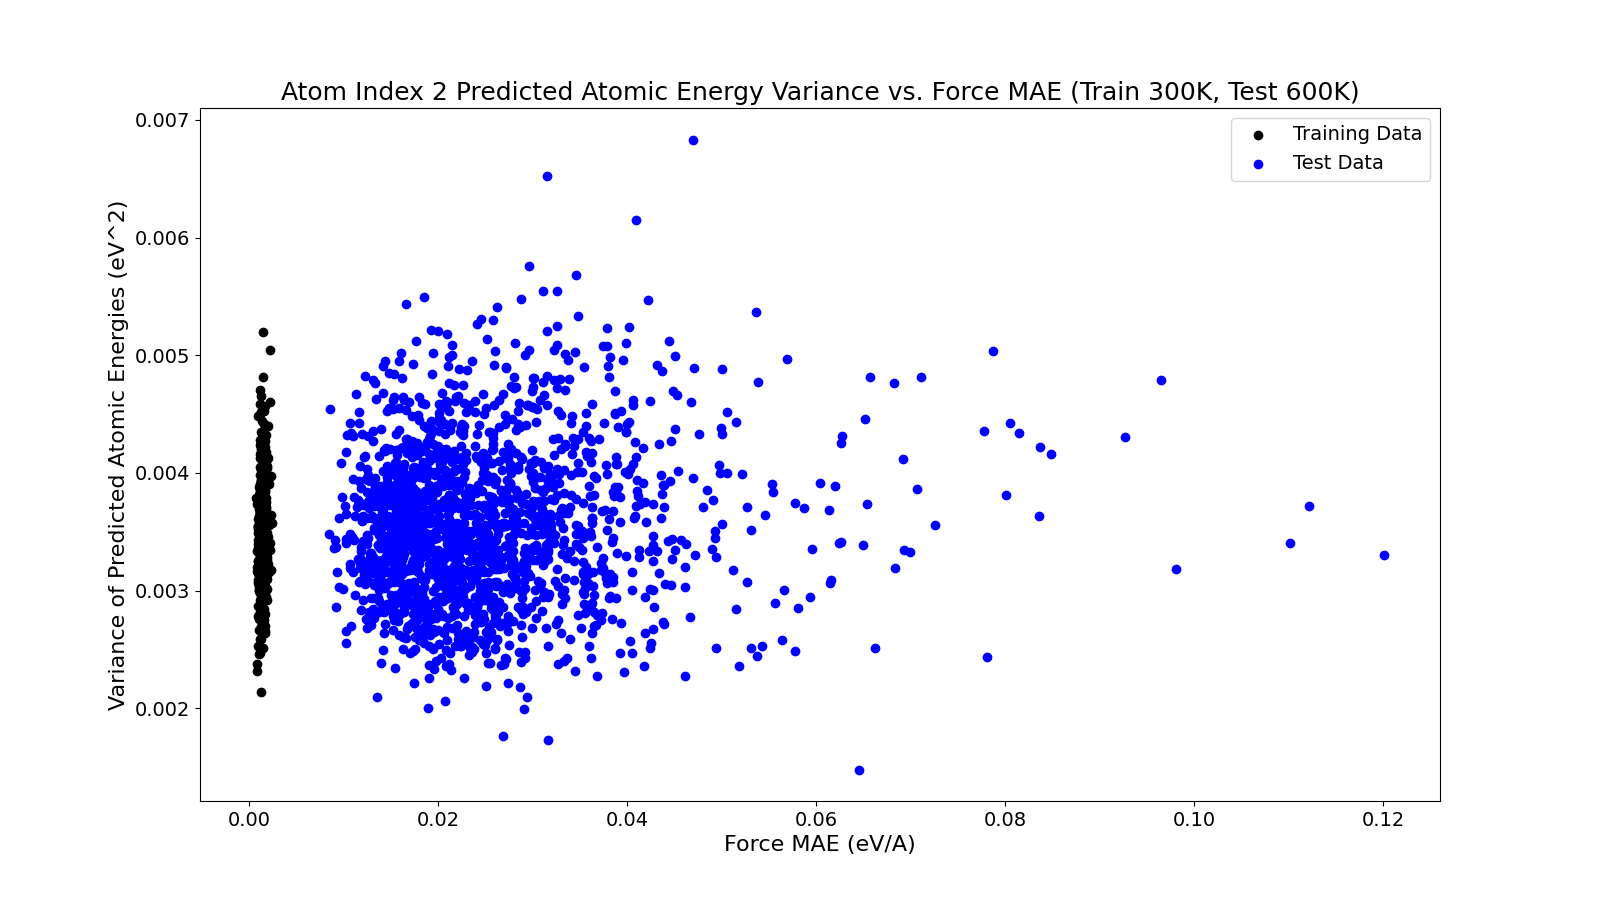 Atom Index 2 Predicted Atomic Energy Variance vs. Force MAE (Train 300K, Test 600K)
Training Data
Test Data
Variance of Predicted Atomic Energies (eV^2)
0.007
0.006
0.005
0.004
0.003
0.002
0.00 0.02 0.04 0.06 0.08 0.10 0.12
Force MAE (eV/A)